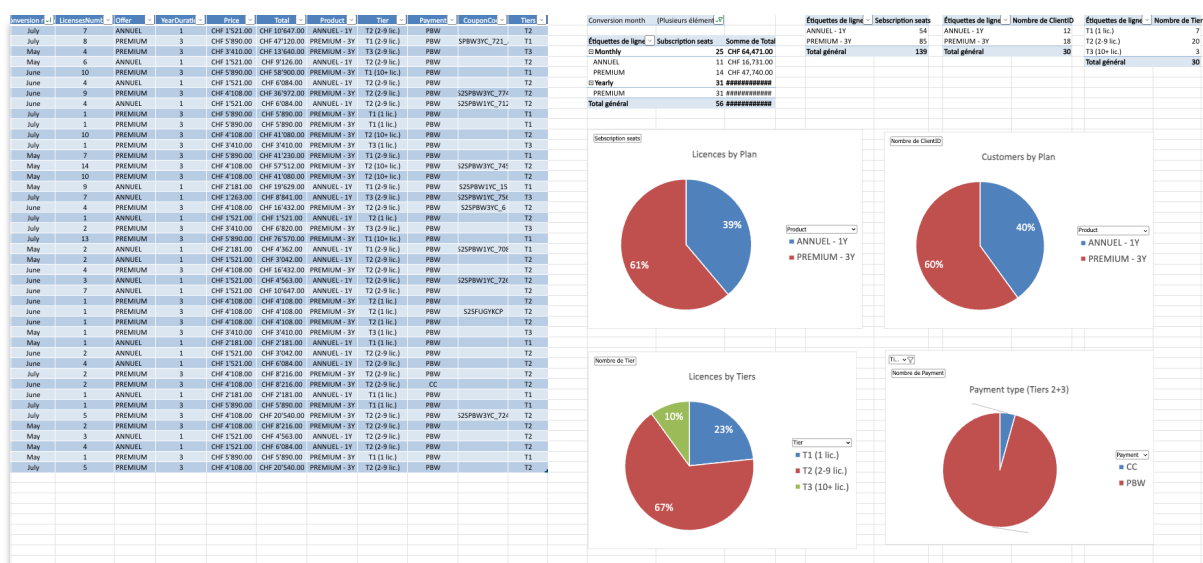 onversion n LicensesNumb Offer YearDuratio Price Total Product Tier Payment CouponCod Tiers
July 7 ANNUEL 1 CHF 1'521.00 CHF 10'647.00 ANNUEL - 1Y T2 (2-9 lic.) PBW T2
July 8 PREMIUM 3 CHF 5'890.00 CHF 47'120.00 PREMIUM - 3Y T1 (2-9 lic.) PBW SPBW3YC_721_ T1
May 4 PREMIUM 3 CHF 3'410.00 CHF 13'640.00 PREMIUM - 3Y T3 (2-9 lic.) PBW T3
May 6 ANNUEL 1 CHF 1'521.00 CHF 9'126.00 ANNUEL - 1Y T2 (2-9 lic.) PBW T2
June 10 PREMIUM 3 CHF 5'890.00 CHF 58'900.00 PREMIUM - 3Y T1 (10+ lic.) PBW T1
June 4 ANNUEL 1 CHF 1'521.00 CHF 6'084.00 ANNUEL - 1Y T2 (2-9 lic.) PBW T2
June 9 PREMIUM 3 CHF 4'108.00 CHF 36'972.00 PREMIUM - 3Y T2 (2-9 lic.) PBW S2SPBW3YC_774 T2
June 4 ANNUEL 1 CHF 1'521.00 CHF 6'084.00 ANNUEL - 1Y T2 (2-9 lic.) PBW S2SPBW1YC_712 T2
July 1 PREMIUM 3 CHF 5'890.00 CHF 5'890.00 PREMIUM - 3Y T1 (1 lic.) PBW T1
July 1 PREMIUM 3 CHF 5'890.00 CHF 5'890.00 PREMIUM - 3Y T1 (1 lic.) PBW T1
July 10 PREMIUM 3 CHF 4'108.00 CHF 41'080.00 PREMIUM - 3Y T2 (10+ lic.) PBW T2
July 1 PREMIUM 3 CHF 3'410.00 CHF 3'410.00 PREMIUM - 3Y T3 (1 lic.) PBW T3
May 7 PREMIUM 3 CHF 5'890.00 CHF 41'230.00 PREMIUM - 3Y T1 (2-9 lic.) PBW T1
May 14 PREMIUM 3 CHF 4'108.00 CHF 57'512.00 PREMIUM - 3Y T2 (10+ lic.) PBW S2SPBW3YC_745 T2
May 10 PREMIUM 3 CHF 4'108.00 CHF 41'080.00 PREMIUM - 3Y T2 (10+ lic.) PBW T2
May 9 ANNUEL 1 CHF 2'181.00 CHF 19'629.00 ANNUEL - 1Y T1 (2-9 lic.) PBW S2SPBW1YC_15 T1
July 7 ANNUEL 1 CHF 1'263.00 CHF 8'841.00 ANNUEL - 1Y T3 (2-9 lic.) PBW S2SPBW1YC_756 T3
June 4 PREMIUM 3 CHF 4'108.00 CHF 16'432.00 PREMIUM - 3Y T2 (2-9 lic.) PBW S2SPBW3YC_6 T2
July 1 ANNUEL 1 CHF 1'521.00 CHF 1'521.00 ANNUEL - 1Y T2 (1 lic.) PBW T2
July 2 PREMIUM 3 CHF 3'410.00 CHF 6'820.00 PREMIUM - 3Y T3 (2-9 lic.) PBW T3
July 13 PREMIUM 3 CHF 5'890.00 CHF 76'570.00 PREMIUM - 3Y T1 (10+ lic.) PBW T1
May 2 ANNUEL 1 CHF 2'181.00 CHF 4'362.00 ANNUEL - 1Y T1 (2-9 lic.) PBW S2SPBW1YC_708 T1
May 2 ANNUEL 1 CHF 1'521.00 CHF 3'042.00 ANNUEL - 1Y T2 (2-9 lic.) PBW T2
June 4 PREMIUM 3 CHF 4'108.00 CHF 16'432.00 PREMIUM - 3Y T2 (2-9 lic.) PBW T2
June 3 ANNUEL 1 CHF 1'521.00 CHF 4'563.00 ANNUEL - 1Y T2 (2-9 lic.) PBW S2SPBW1YC_726 T2
June 7 ANNUEL 1 CHF 1'521.00 CHF 10'647.00 ANNUEL - 1Y T2 (2-9 lic.) PBW T2
June 1 PREMIUM 3 CHF 4'108.00 CHF 4'108.00 PREMIUM - 3Y T2 (1 lic.) PBW S2SFUGYKCP T2
June 1 PREMIUM 3 CHF 4'108.00 CHF 4'108.00 PREMIUM - 3Y T2 (1 lic.) PBW T2
May 1 PREMIUM 3 CHF 3'410.00 CHF 3'410.00 PREMIUM - 3Y T3 (1 lic.) PBW T3
May 1 ANNUEL 1 CHF 2'181.00 CHF 2'181.00 ANNUEL - 1Y T1 (1 lic.) PBW T1
June 2 ANNUEL 1 CHF 1'521.00 CHF 3'042.00 ANNUEL - 1Y T2 (2-9 lic.) PBW T2
June 4 ANNUEL 1 CHF 1'521.00 CHF 6'084.00 ANNUEL - 1Y T2 (2-9 lic.) PBW T2
July 2 PREMIUM 3 CHF 4'108.00 CHF 8'216.00 PREMIUM - 3Y T2 (2-9 lic.) PBW T2
June 2 PREMIUM 3 CHF 4'108.00 CHF 8'216.00 PREMIUM - 3Y T2 (2-9 lic.) CC T2
June 1 ANNUEL 1 CHF 2'181.00 CHF 2'181.00 ANNUEL - 1Y T1 (1 lic.) PBW T1
July 1 PREMIUM 3 CHF 5'890.00 CHF 5'890.00 PREMIUM - 3Y T1 (1 lic.) PBW T1
July 5 PREMIUM 3 CHF 4'108.00 CHF 20'540.00 PREMIUM - 3Y T2 (2-9 lic.) PBW S2SPBW3YC_724 T2
May 2 PREMIUM 3 CHF 4'108.00 CHF 8'216.00 PREMIUM - 3Y T2 (2-9 lic.) PBW T2
May 3 ANNUEL 1 CHF 1'521.00 CHF 4'563.00 ANNUEL - 1Y T2 (2-9 lic.) PBW T2
May 4 ANNUEL 1 CHF 1'521.00 CHF 6'084.00 ANNUEL - 1Y T2 (2-9 lic.) PBW T2
May 1 PREMIUM 3 CHF 5'890.00 CHF 5'890.00 PREMIUM - 3Y T1 (1 lic.) PBW T1
July 5 PREMIUM 3 CHF 4'108.00 CHF 20'540.00 PREMIUM - 3Y T2 (2-9 lic.) PBW T2
Conversion month (Plusieurs élément
Étiquettes de ligne Subscription seats Somme de Total
Monthly 25 CHF 64,471.00
ANNUEL 11 CHF 16,731.00
PREMIUM 14 CHF 47,740.00
Yearly 31 ############
PREMIUM 31 ############
Total général 56 ############
Étiquettes de ligne Sebscription seats
ANNUEL - 1Y 54
PREMIUM - 3Y 85
Total général 139
Étiquettes de ligne Nombre de ClientID
ANNUEL - 1Y 12
PREMIUM - 3Y 18
Total général 30
Étiquettes de ligne Nombre de Tier
T1 (1 lic.) 7
T2 (2-9 lic.) 20
T3 (10+ lic.) 3
Total général 30
Sebscription seats
Licences by Plan
39%
61%
Product
ANNUEL - 1Y
PREMIUM - 3Y
Nombre de ClientID
Customers by Plan
40%
60%
Product
ANNUEL - 1Y
PREMIUM - 3Y
Nombre de Tier
Licences by Tiers
10%
23%
67%
Tier
T1 (1 lic.)
T2 (2-9 lic.)
T3 (10+ lic.)
TI...
Nombre de Payment
Payment type (Tiers 2+3)
Payment
CC
PBW